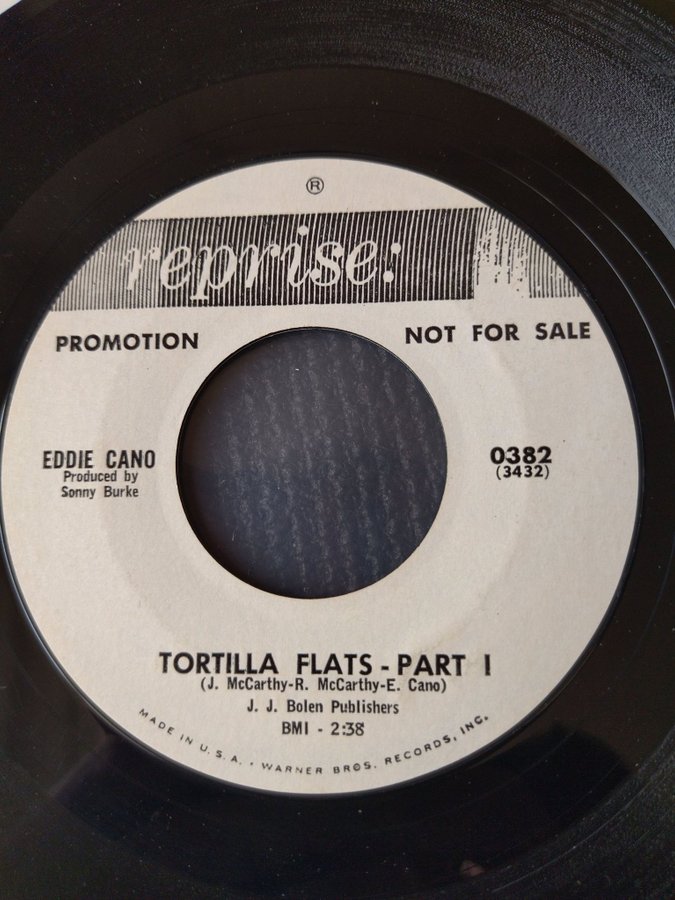 ®
reprise:
PROMOTION NOT FOR SALE
EDDIE CANO
Produced by
Sonny Burke
0382
(3432)
TORTILLA FLATS - PART I
(J. McCarthy-R. McCarthy-E. Cano)
J. J. Bolen Publishers
BMI - 2:38
MADE IN U.S.A. • WARNER BROS. RECORDS, INC.